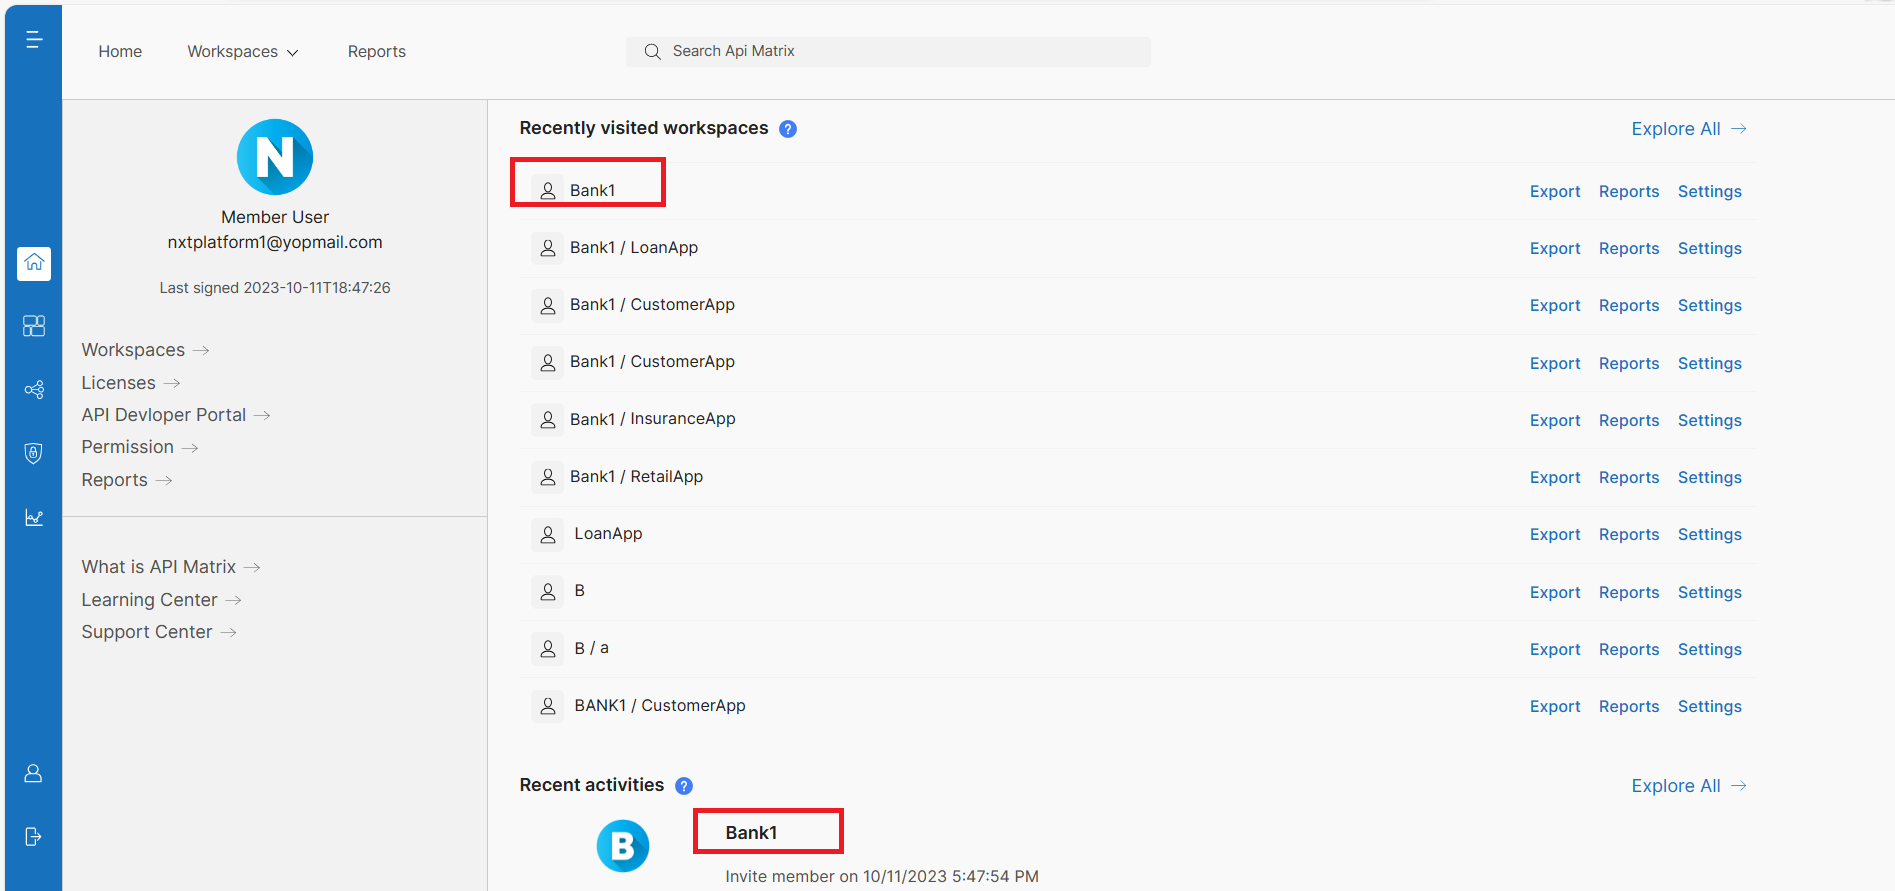 Home Workspaces Reports Search Api Matrix
N
Member User
nxtplatform1@yopmail.com
Last signed 2023-10-11T18:47:26
Workspaces
Licenses
API Devloper Portal
Permission
Reports
What is API Matrix
Learning Center
Support Center
Recently visited workspaces ? Explore All
Bank1 Export Reports Settings
Bank1 / LoanApp Export Reports Settings
Bank1 / CustomerApp Export Reports Settings
Bank1 / CustomerApp Export Reports Settings
Bank1 / InsuranceApp Export Reports Settings
Bank1 / RetailApp Export Reports Settings
LoanApp Export Reports Settings
B Export Reports Settings
B / a Export Reports Settings
BANK1 / CustomerApp Export Reports Settings
Recent activities ? Explore All
B Bank1
Invite member on 10/11/2023 5:47:54 PM